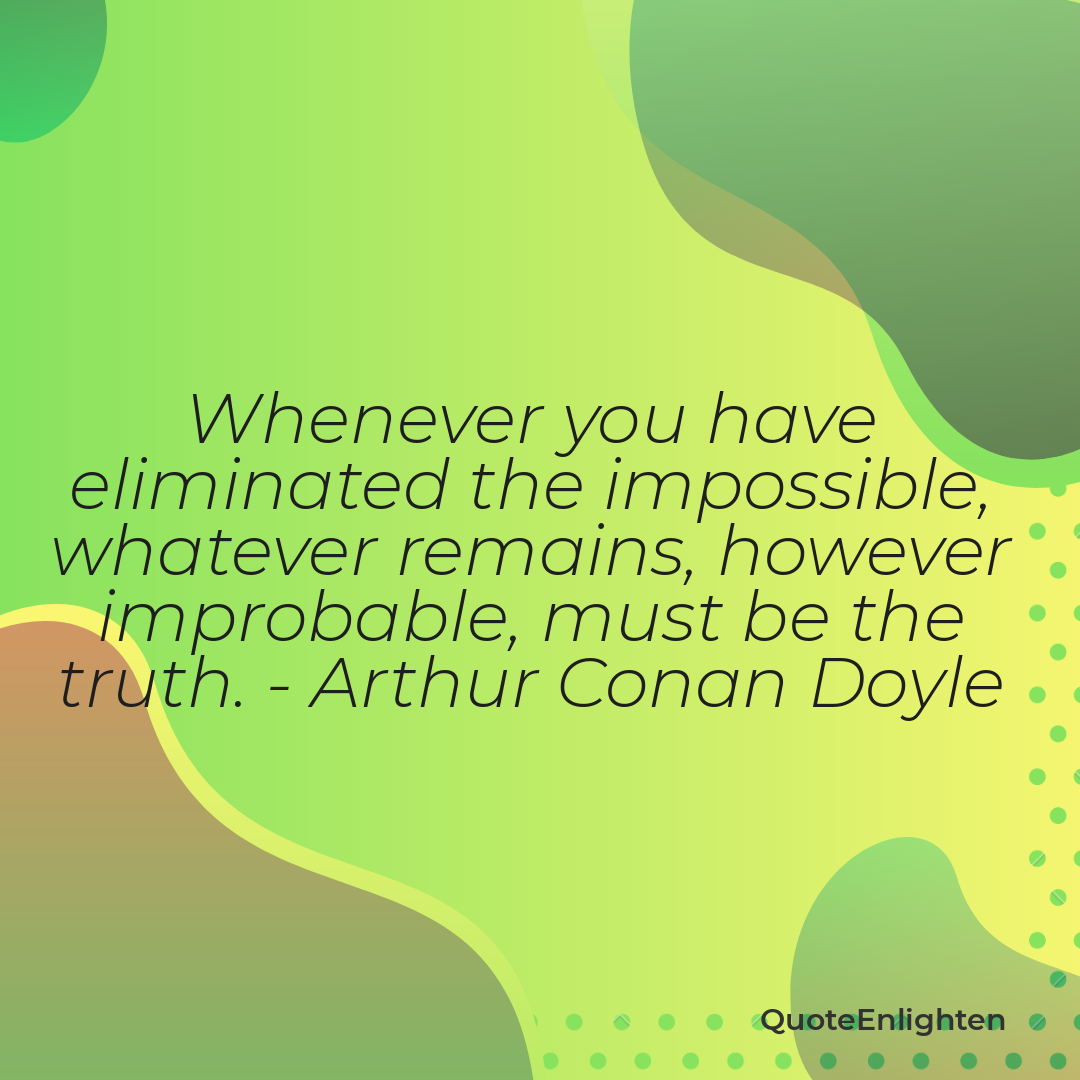 Whenever you have
eliminated the impossible,
whatever remains, however
improbable, must be the
truth. - Arthur Conan Doyle
QuoteEnlighten